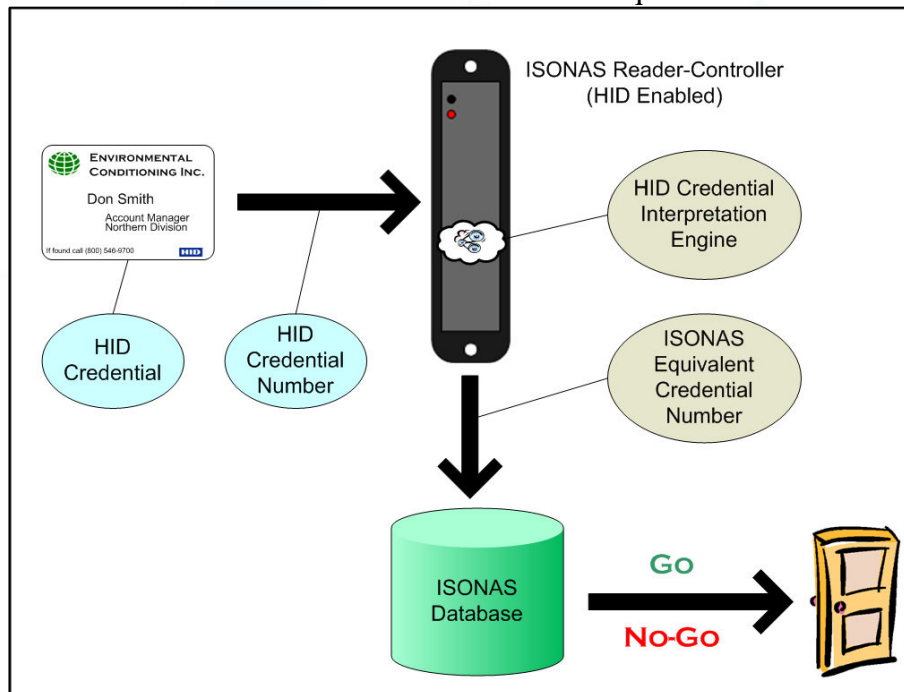 ISONAS Reader-Controller
(HID Enabled)
ENVIRONMENTAL
CONDITIONING INC.
Don Smith
Account Manager
Northern Division
If found call (800) 546-9700
HID
HID Credential
Interpretation
Engine
HID
Credential
HID
Credential
Number
ISONAS
Equivalent
Credential
Number
ISONAS
Database
GO
NO-GO